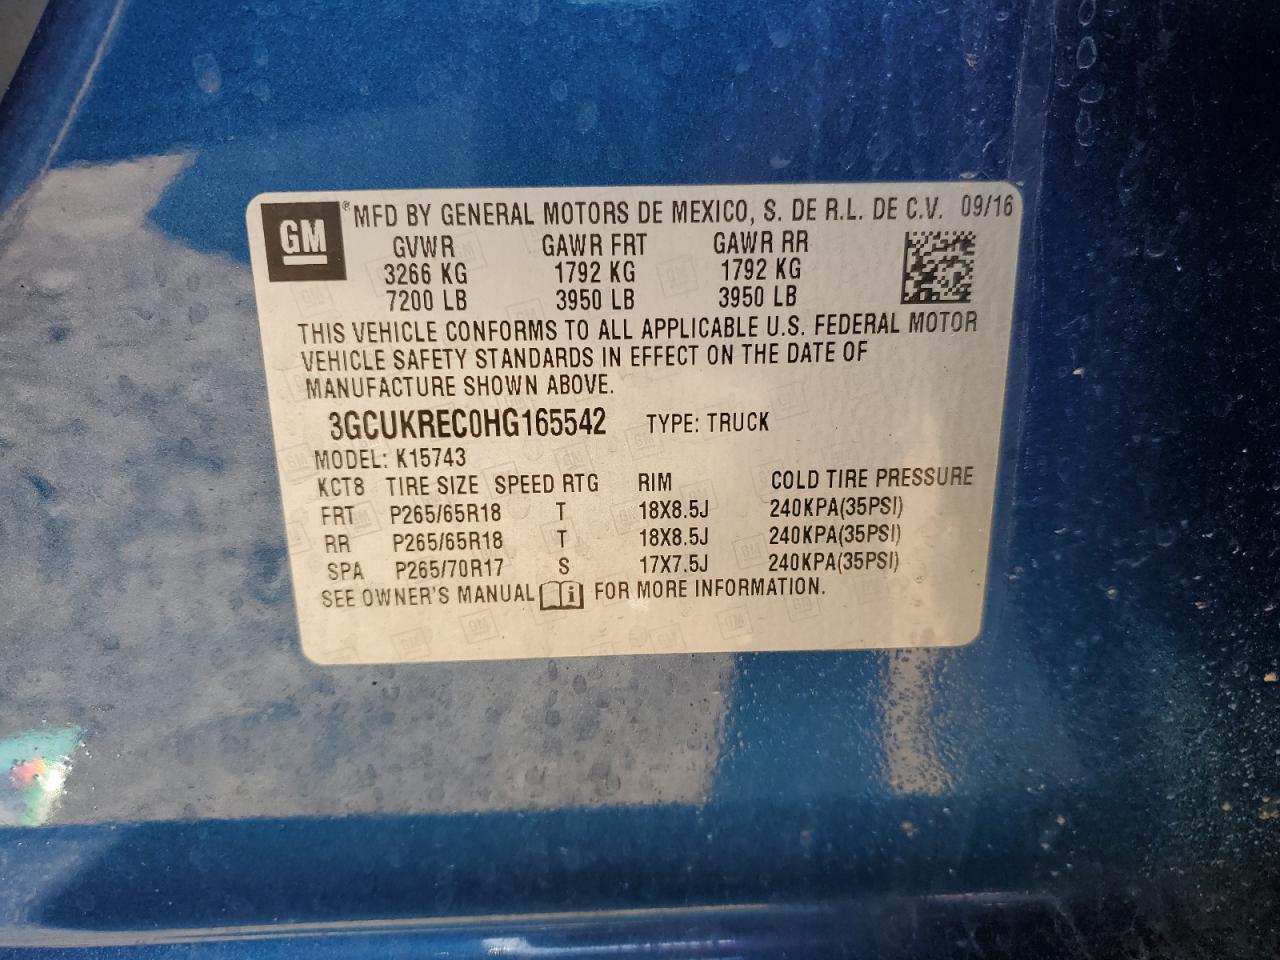 GM ® MFD BY GENERAL MOTORS DE MEXICO, S. DE R.L. DE C.V. 09/16
GVWR GAWR FRT GAWR RR
3266 KG 1792 KG 1792 KG
7200 LB 3950 LB 3950 LB
THIS VEHICLE CONFORMS TO ALL APPLICABLE U.S. FEDERAL MOTOR
VEHICLE SAFETY STANDARDS IN EFFECT ON THE DATE OF
MANUFACTURE SHOWN ABOVE.
3GCUKREC0HG165542 TYPE: TRUCK
MODEL: K15743
KCT8 TIRE SIZE SPEED RTG RIM COLD TIRE PRESSURE
FRT P265/65R18 T 18X8.5J 240KPA(35PSI)
RR P265/65R18 T 18X8.5J 240KPA(35PSI)
SPA P265/70R17 S 17X7.5J 240KPA(35PSI)
SEE OWNER'S MANUAL FOR MORE INFORMATION.